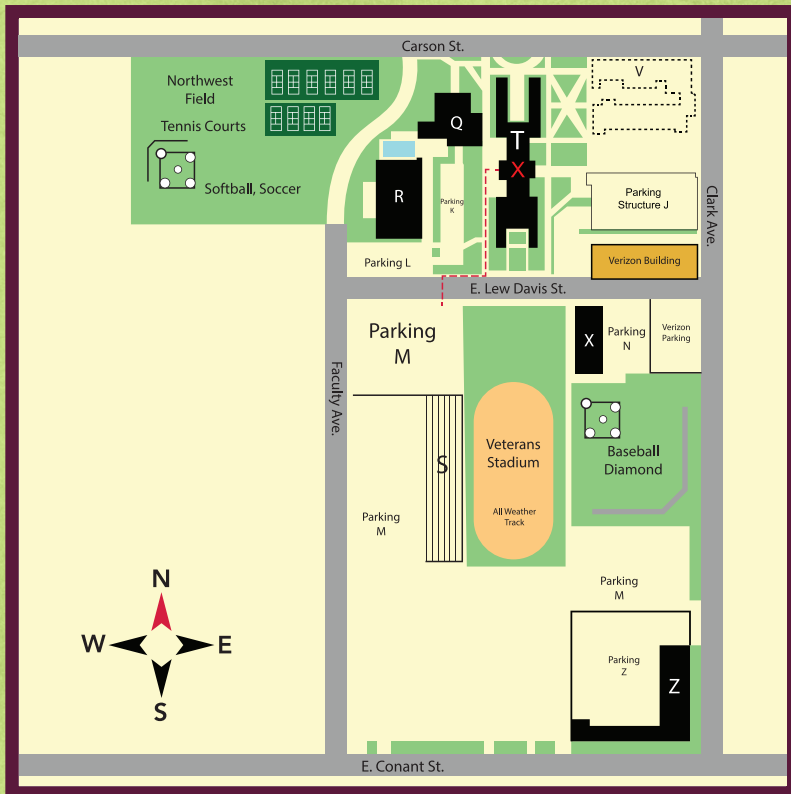 Carson St.
Northwest
Field
Tennis Courts
Softball, Soccer
Q
T
X
V
R
Parking
K
Parking
Structure J
Clark Ave.
Parking L
Verizon Building
E. Lew Davis St.
Parking
M
X
Parking
N
Verizon
Parking
Faculty Ave.
S
Veterans
Stadium
All Weather
Track
Baseball
Diamond
Parking
M
Parking
M
Parking
Z
Z
N
W
E
S
E. Conant St.